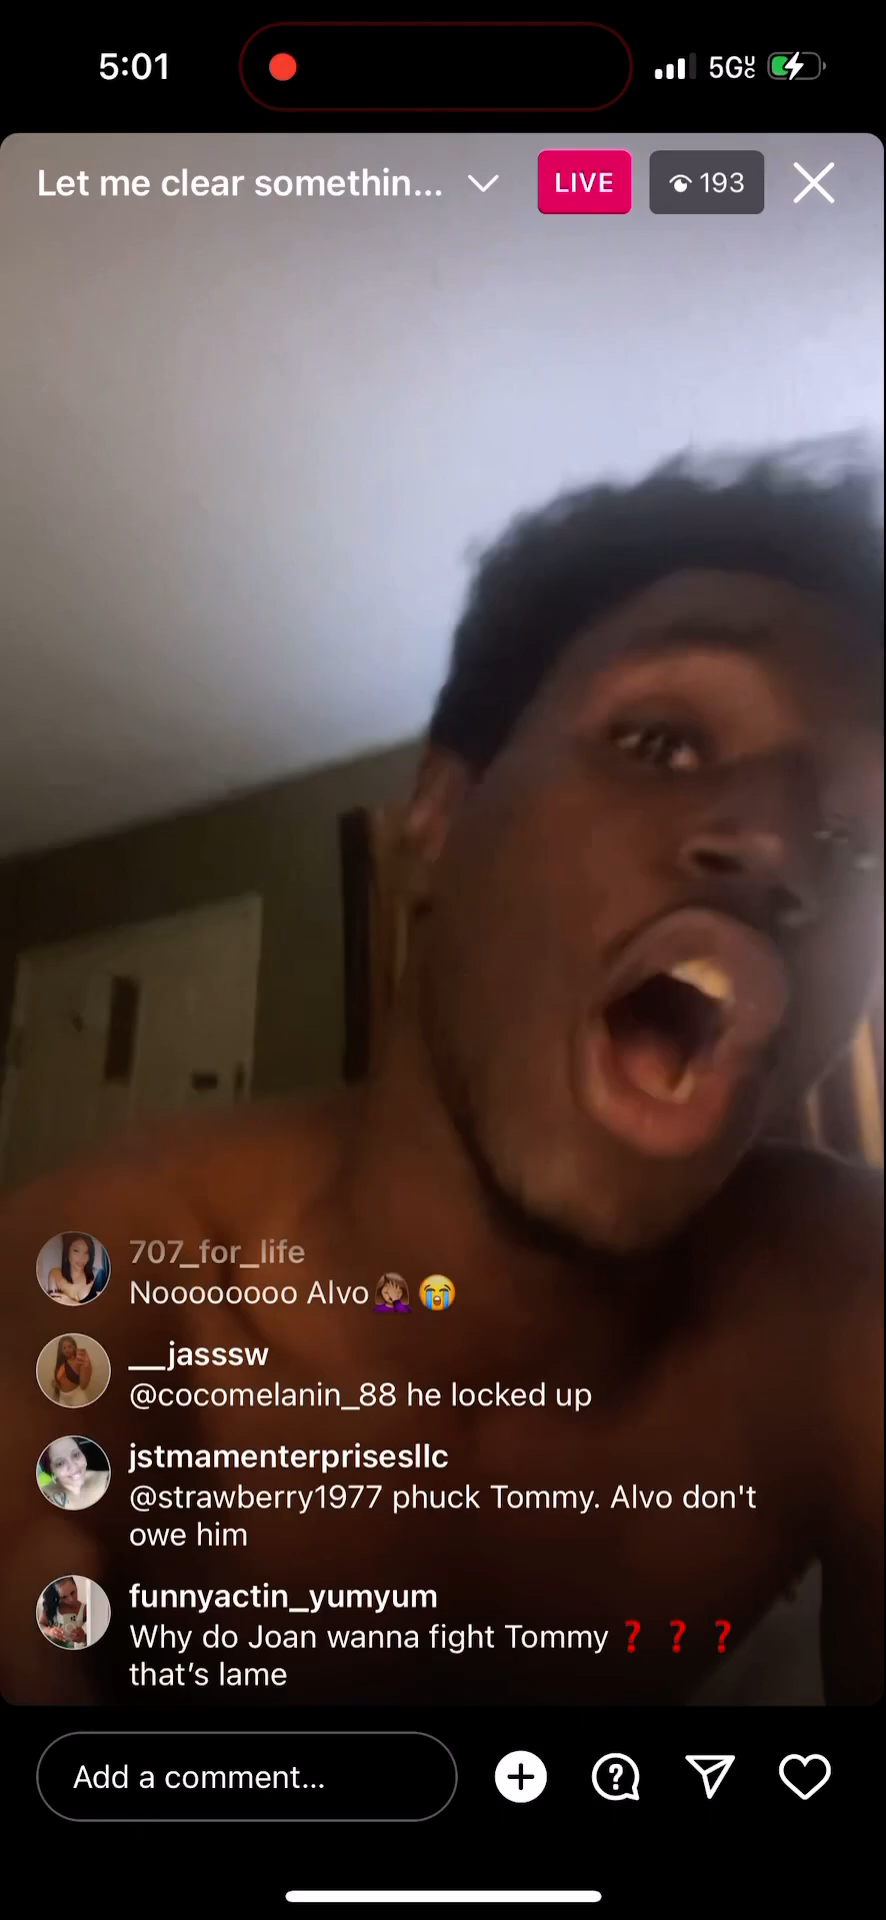 5:01
5GUC
Let me clear somethin...
LIVE
193
707_for_life
Noooooooo Alvo🤦🏽‍♀️😭
__jasssw
@cocomelanin_88 he locked up
jstmamenterprisesllc
@strawberry1977 phuck Tommy. Alvo don't
owe him
funnyactin_yumyum
Why do Joan wanna fight Tommy ❓ ❓ ❓
that’s lame
Add a comment...